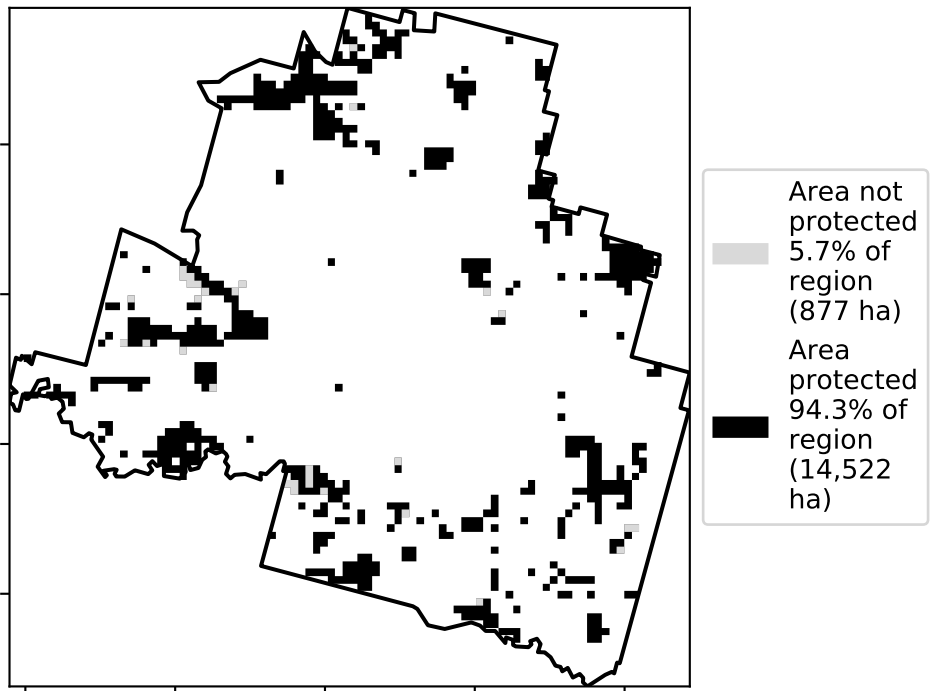 Area not
protected
5.7% of
region
(877 ha)
Area
protected
94.3% of
region
(14,522
ha)